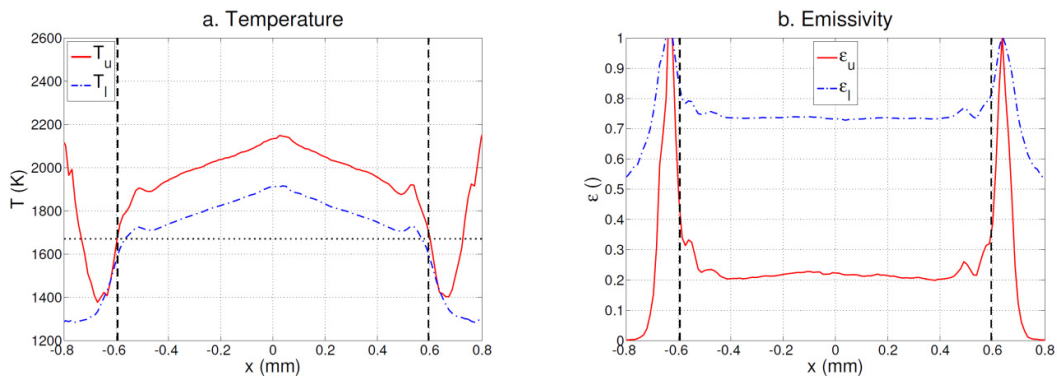 a. Temperature
2600
2400
2200
2000
1800
1600
1400
1200
T (K)
T_u
T_l
-0.8 -0.6 -0.4 -0.2 0 0.2 0.4 0.6 0.8
x (mm)
b. Emissivity
1
0.9
0.8
0.7
0.6
0.5
0.4
0.3
0.2
0.1
0
ε ()
ε_u
ε_l
-0.8 -0.6 -0.4 -0.2 0 0.2 0.4 0.6 0.8
x (mm)